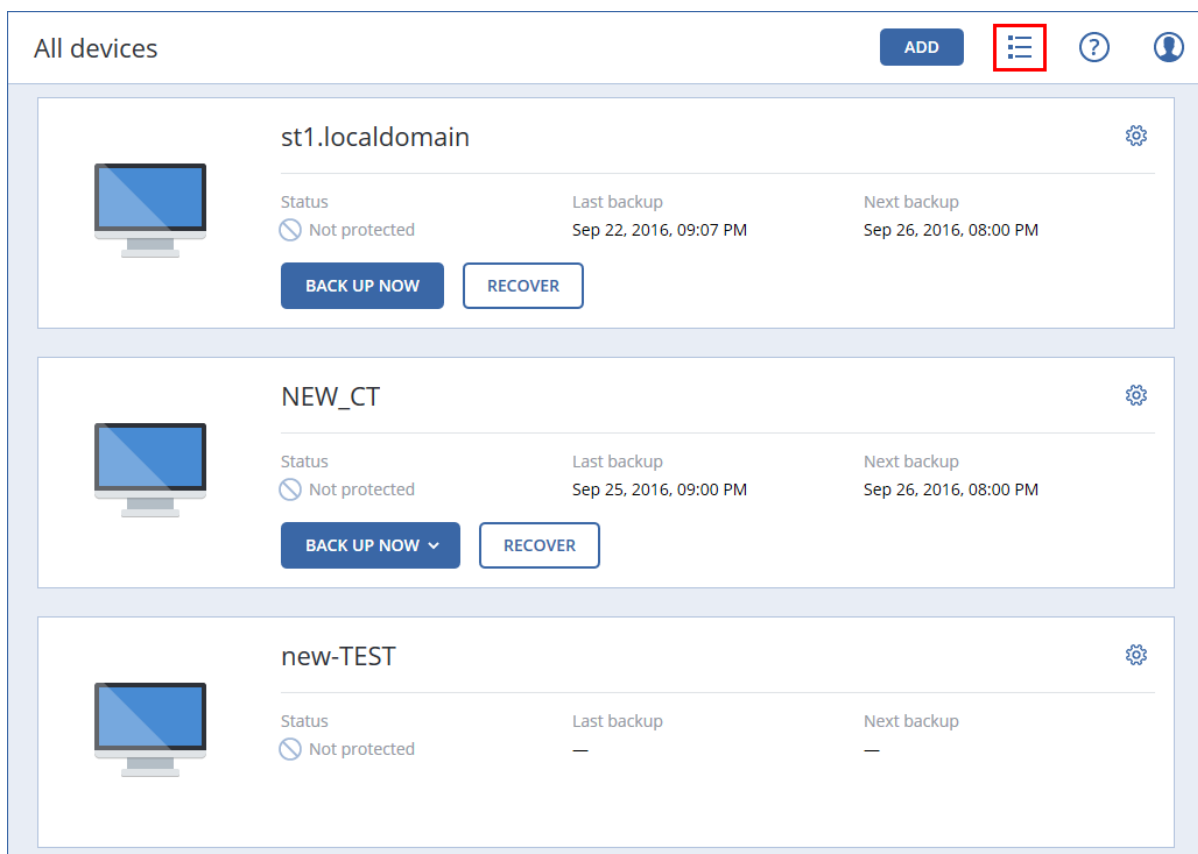 All devices
ADD
?
st1.localdomain
Status Last backup Next backup
Not protected Sep 22, 2016, 09:07 PM Sep 26, 2016, 08:00 PM
BACK UP NOW RECOVER
NEW_CT
Status Last backup Next backup
Not protected Sep 25, 2016, 09:00 PM Sep 26, 2016, 08:00 PM
BACK UP NOW RECOVER
new-TEST
Status Last backup Next backup
Not protected — —